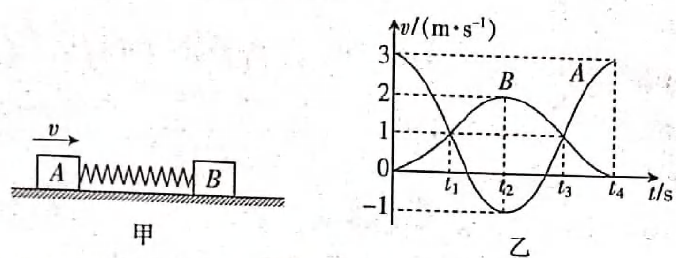 v
A
B
甲
v/(m·s⁻¹)
3
2
1
0
-1
B
A
t₁
t₂
t₃
t₄
t/s
乙